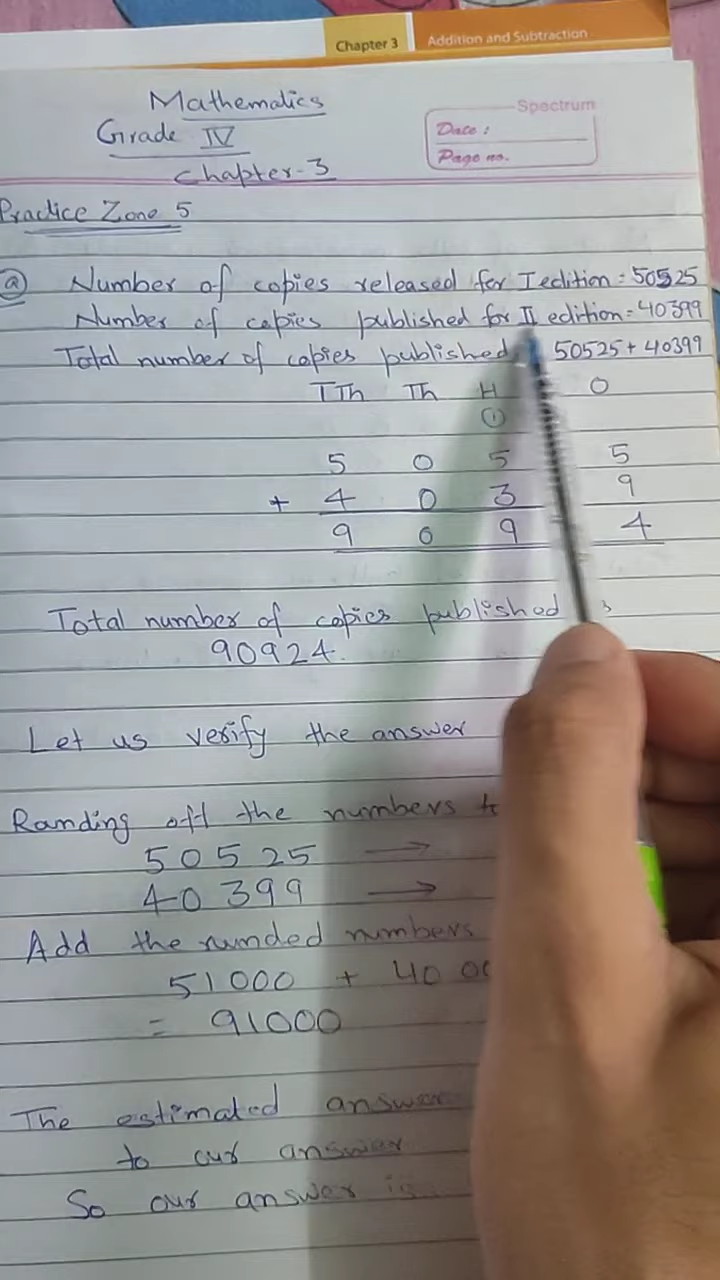 Chapter 3 Addition and Subtraction
Mathematics
Spectrum
Grade IV
Date :
Page no.
Chapter-3
Practice Zone 5
a Number of copies released for I edition = 50525
Number of copies published for II edition = 40399
Total number of copies published 50525 + 40399
TTh Th H O
1
5 0 5 5
+ 4 0 3 9
9 0 9 4
Total number of copies published
90924.
Let us verify the answer
Randing off the numbers
50525 →
40399 →
Add the runded numbers
51000 + 40
= 91000
The estimated answer
to our answer
So our answer is